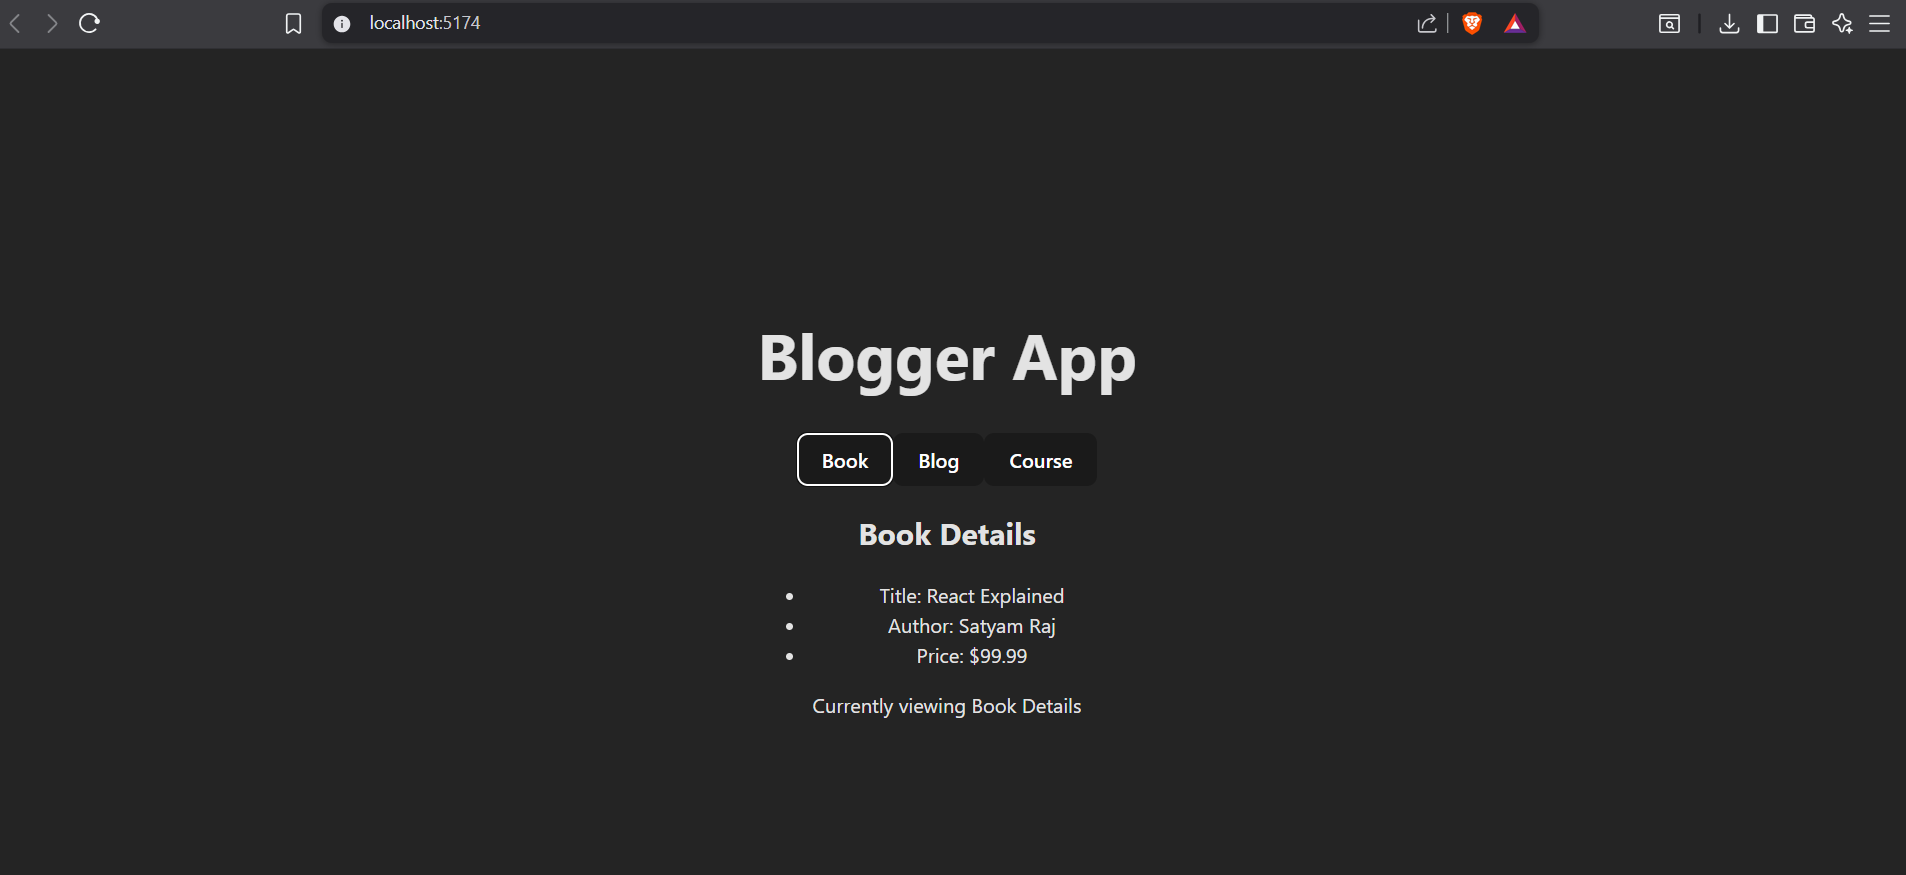 localhost:5174
Blogger App
Book Blog Course
Book Details
• Title: React Explained
• Author: Satyam Raj
• Price: $99.99
Currently viewing Book Details